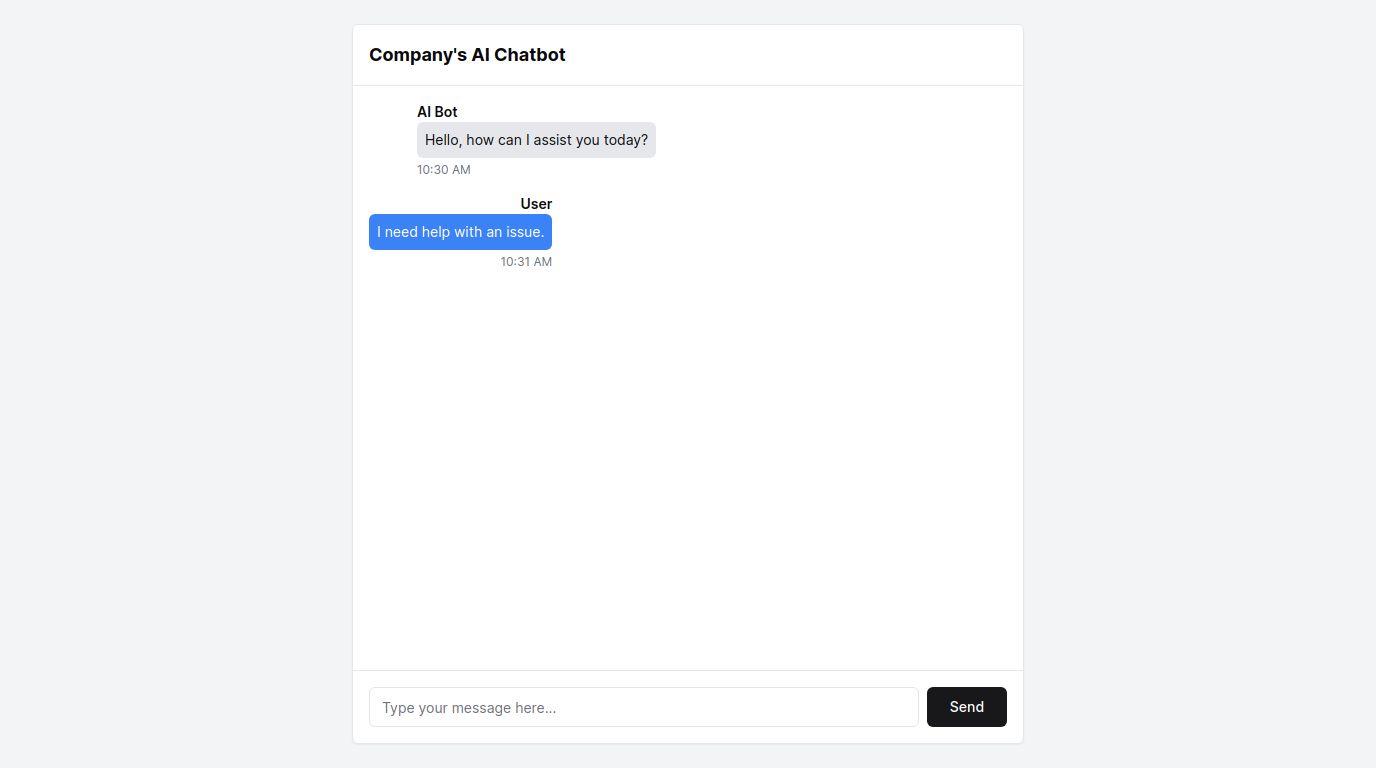 Company's AI Chatbot
AI Bot
Hello, how can I assist you today?
10:30 AM
User
I need help with an issue.
10:31 AM
Type your message here...
Send